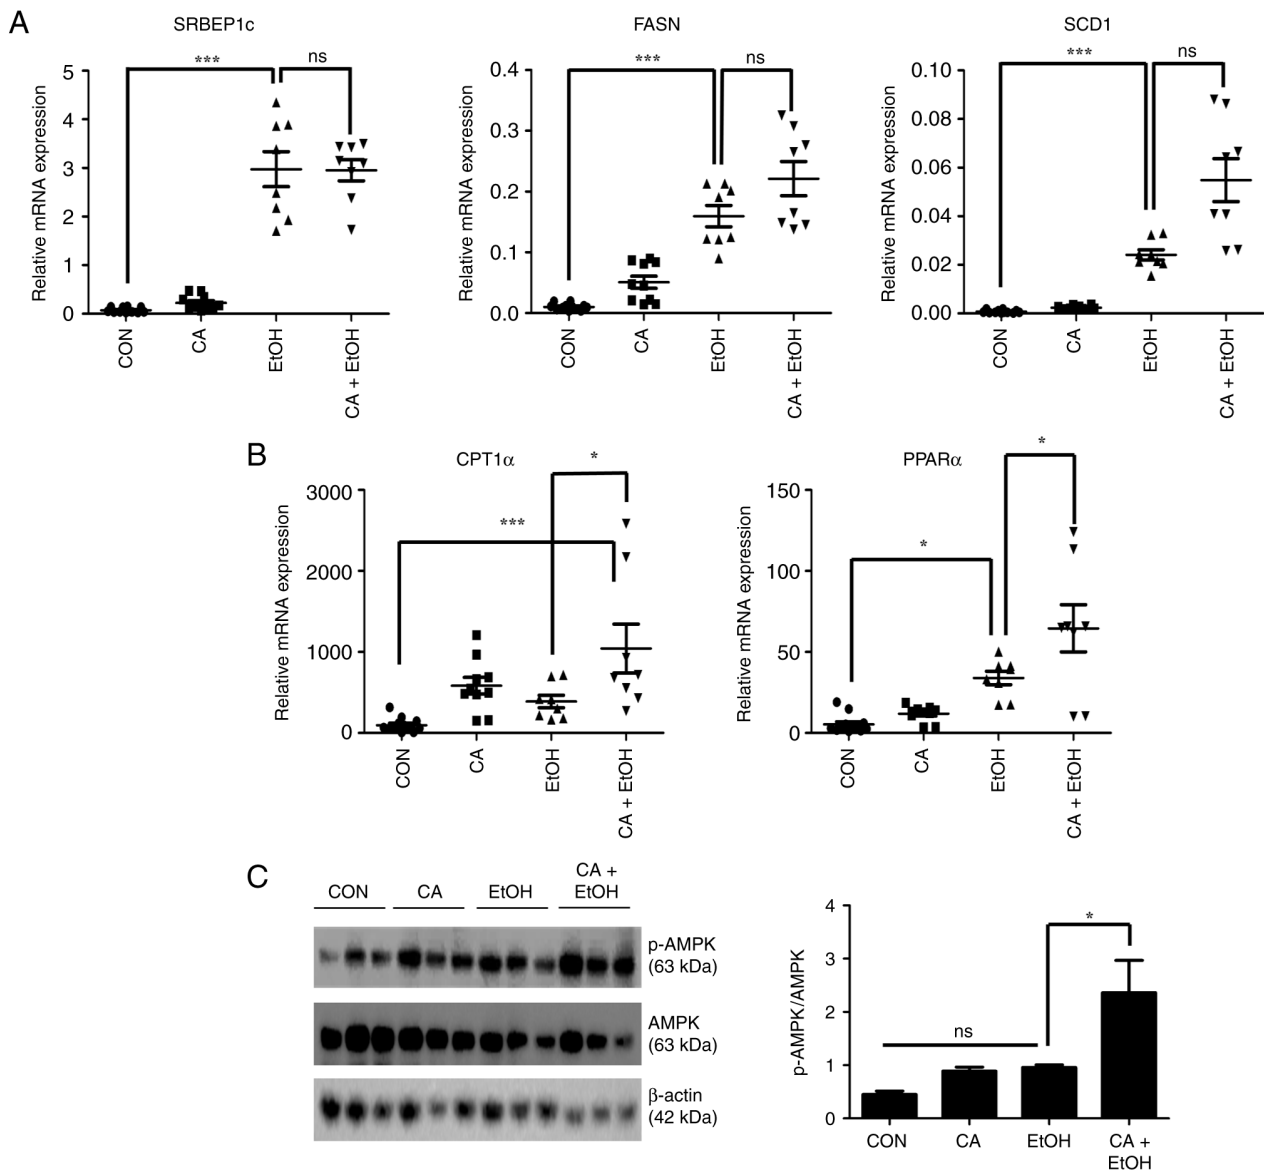 A
SRBEP1c
FASN
SCD1
*** ns
*** ns
*** ns
Relative mRNA expression
5
4
3
2
1
0
CON
CA
EtOH
CA + EtOH
Relative mRNA expression
0.4
0.3
0.2
0.1
0.0
CON
CA
EtOH
CA + EtOH
Relative mRNA expression
0.10
0.08
0.06
0.04
0.02
0.00
CON
CA
EtOH
CA + EtOH
B
CPT1α
*
***
Relative mRNA expression
3000
2000
1000
0
CON
CA
EtOH
CA + EtOH
PPARα
*
*
Relative mRNA expression
150
100
50
0
CON
CA
EtOH
CA + EtOH
C
CON
CA
EtOH
CA +
EtOH
p-AMPK
(63 kDa)
AMPK
(63 kDa)
β-actin
(42 kDa)
p-AMPK/AMPK
4
3
2
1
0
ns
*
CON
CA
EtOH
CA +
EtOH